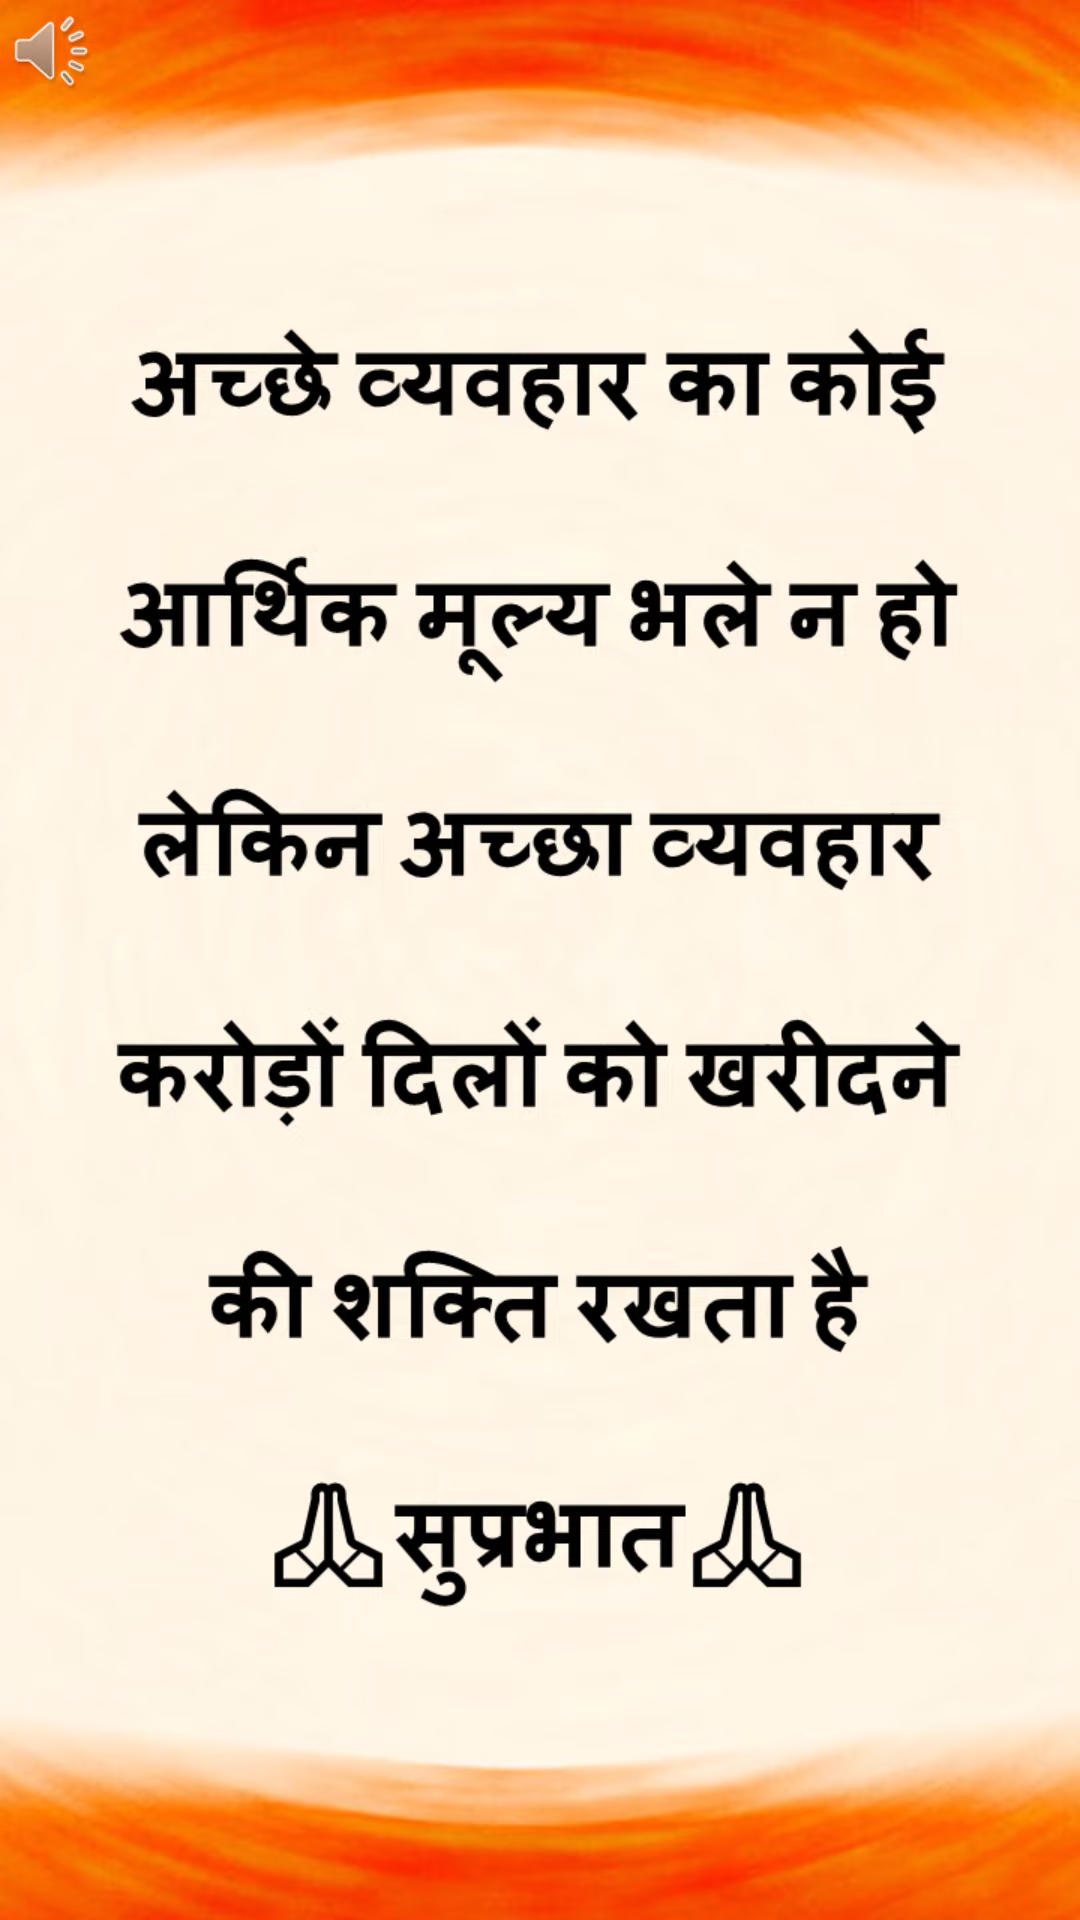 अच्छे व्यवहार का कोई
आर्थिक मूल्य भले न हो
लेकिन अच्छा व्यवहार
करोड़ों दिलों को खरीदने
की शक्ति रखता है
🙏सुप्रभात🙏